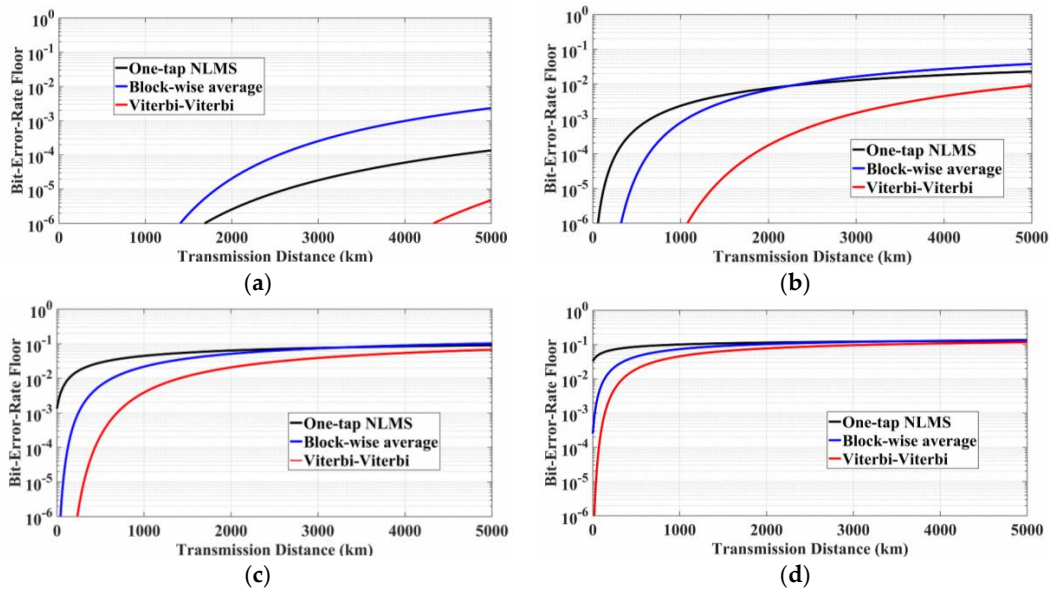 Bit-Error-Rate Floor
10^0
10^-1
10^-2
10^-3
10^-4
10^-5
10^-6
One-tap NLMS
Block-wise average
Viterbi-Viterbi
0 1000 2000 3000 4000 5000
Transmission Distance (km)
(a)
Bit-Error-Rate Floor
10^0
10^-1
10^-2
10^-3
10^-4
10^-5
10^-6
One-tap NLMS
Block-wise average
Viterbi-Viterbi
0 1000 2000 3000 4000 5000
Transmission Distance (km)
(b)
Bit-Error-Rate Floor
10^0
10^-1
10^-2
10^-3
10^-4
10^-5
10^-6
One-tap NLMS
Block-wise average
Viterbi-Viterbi
0 1000 2000 3000 4000 5000
Transmission Distance (km)
(c)
Bit-Error-Rate Floor
10^0
10^-1
10^-2
10^-3
10^-4
10^-5
10^-6
One-tap NLMS
Block-wise average
Viterbi-Viterbi
0 1000 2000 3000 4000 5000
Transmission Distance (km)
(d)